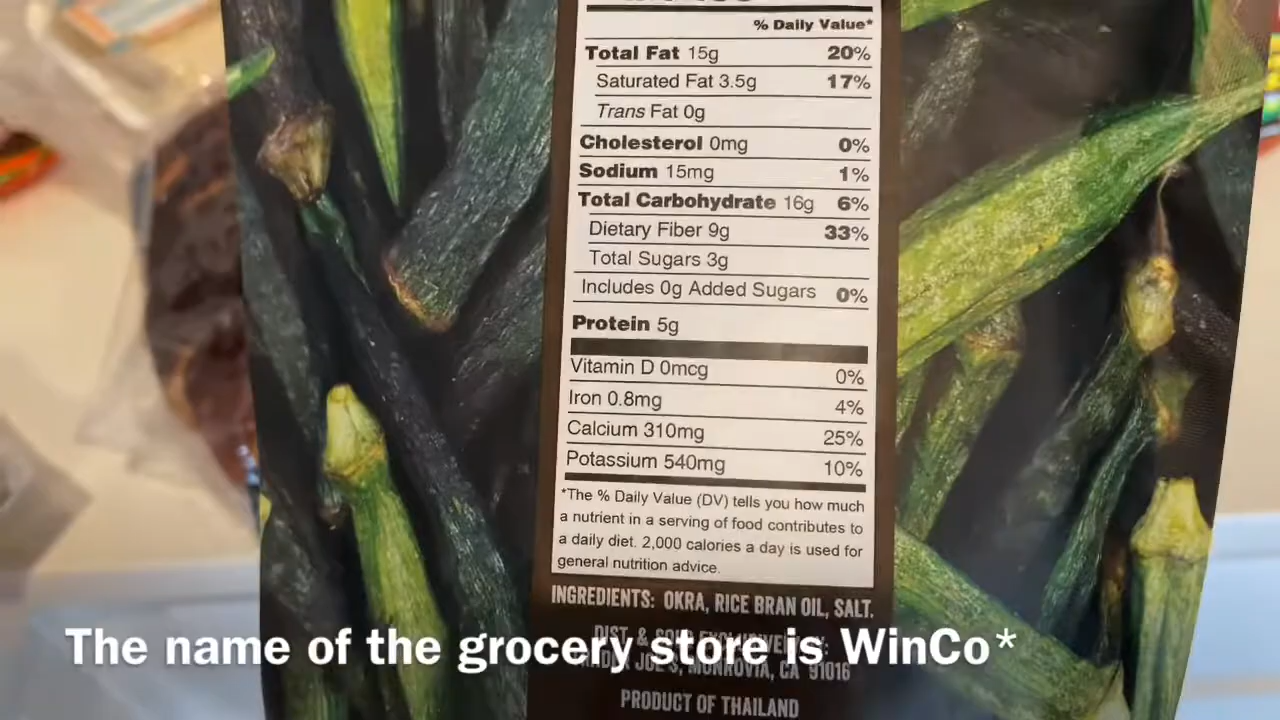 % Daily Value*
Total Fat 15g 20%
Saturated Fat 3.5g 17%
Trans Fat 0g
Cholesterol 0mg 0%
Sodium 15mg 1%
Total Carbohydrate 16g 6%
Dietary Fiber 9g 33%
Total Sugars 3g
Includes 0g Added Sugars 0%
Protein 5g
Vitamin D 0mcg 0%
Iron 0.8mg 4%
Calcium 310mg 25%
Potassium 540mg 10%
*The % Daily Value (DV) tells you how much
a nutrient in a serving of food contributes to
a daily diet. 2,000 calories a day is used for
general nutrition advice.
INGREDIENTS: OKRA, RICE BRAN OIL, SALT.
DIST. & SOLD EXCLUSIVELY BY:
The name of the grocery store is WinCo*
JOE'S, MONROVIA, CA 91016
PRODUCT OF THAILAND